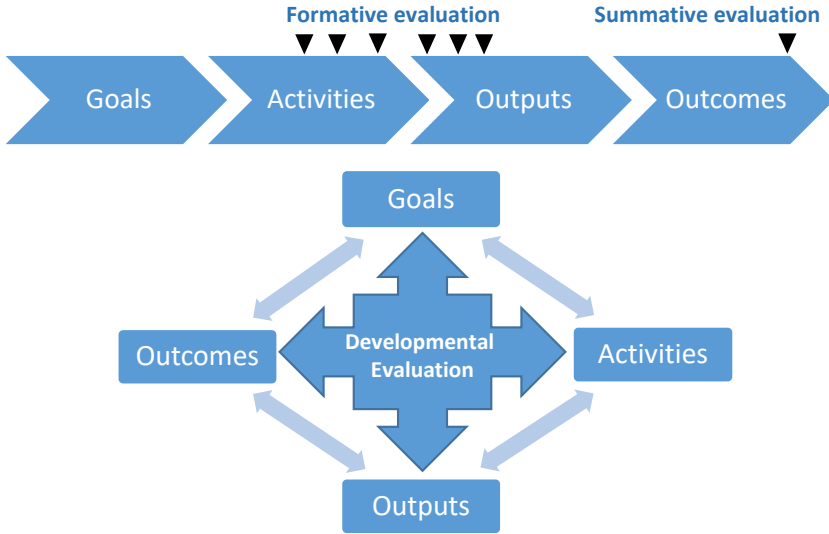 Formative evaluation
Summative evaluation
Goals
Activities
Outputs
Outcomes
Goals
Outcomes
Developmental
Evaluation
Activities
Outputs